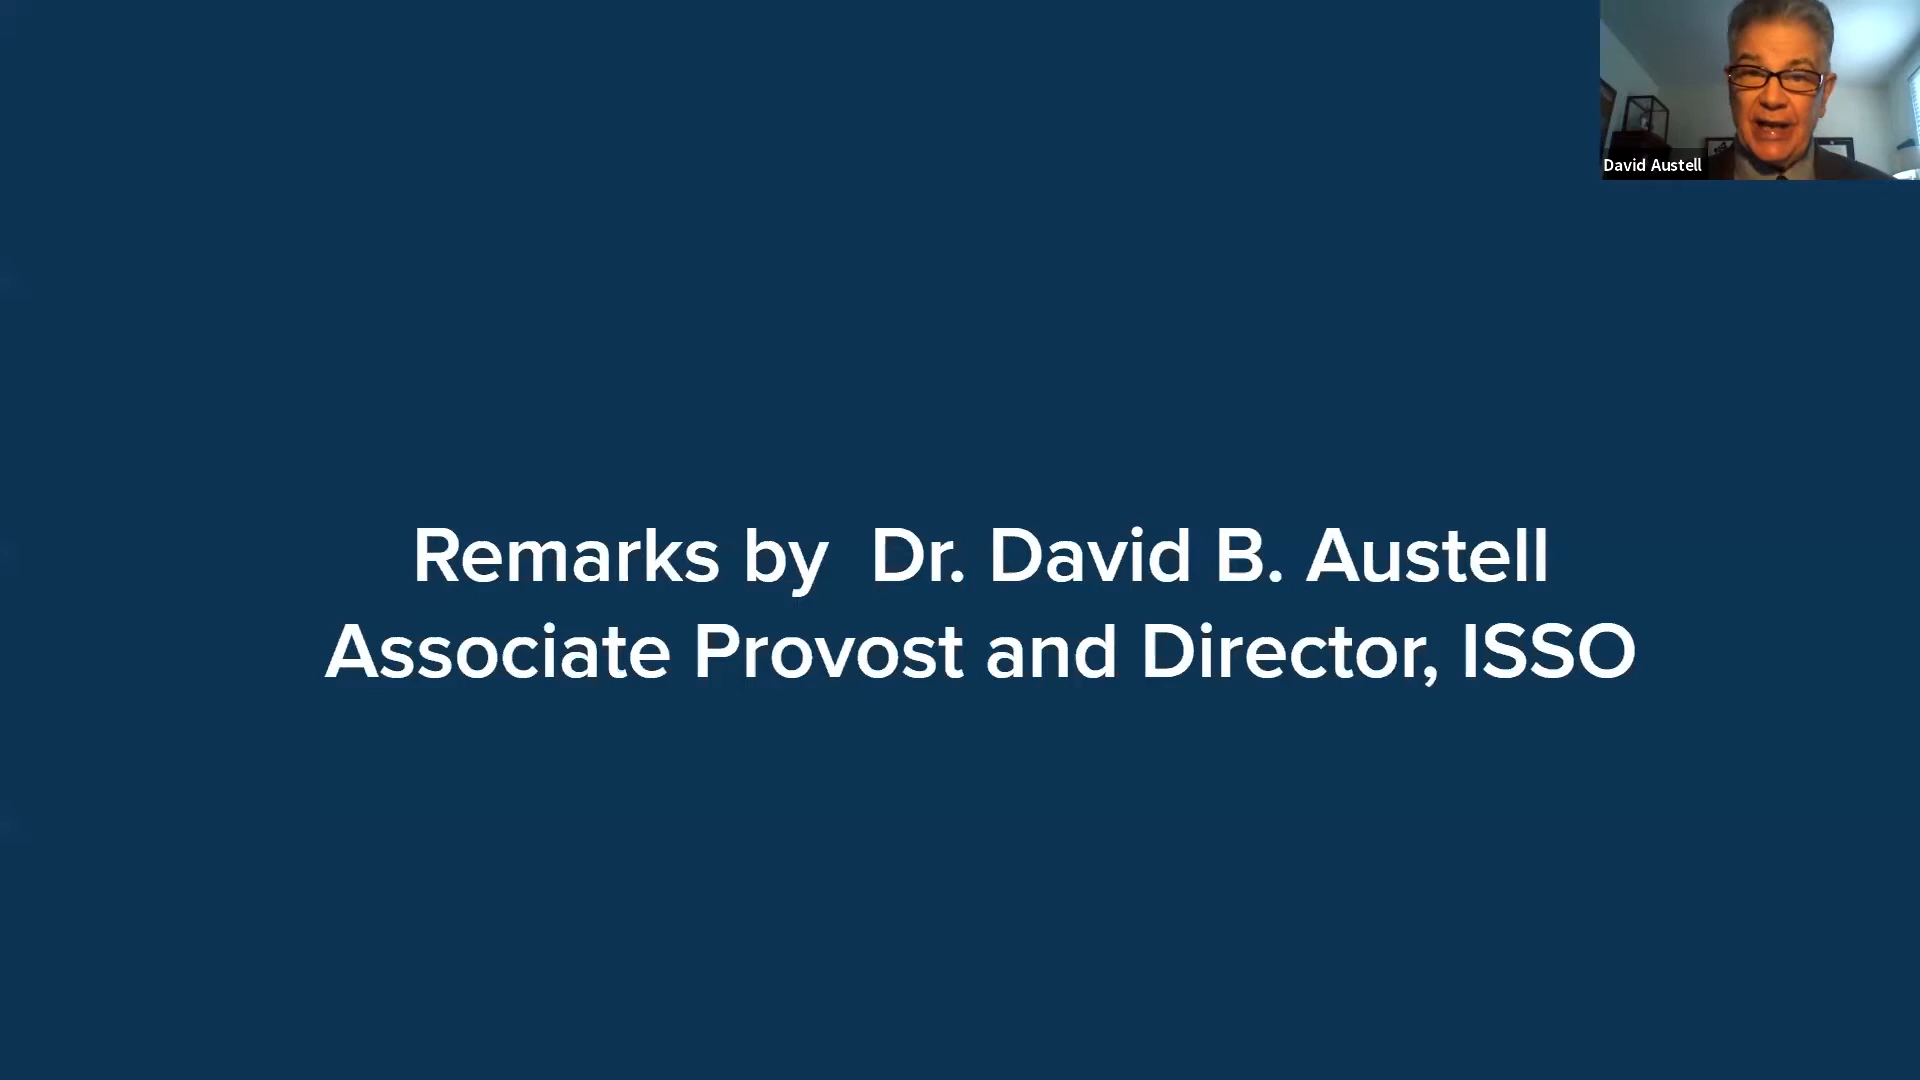 David Austell
Remarks by  Dr. David B. Austell
Associate Provost and Director, ISSO